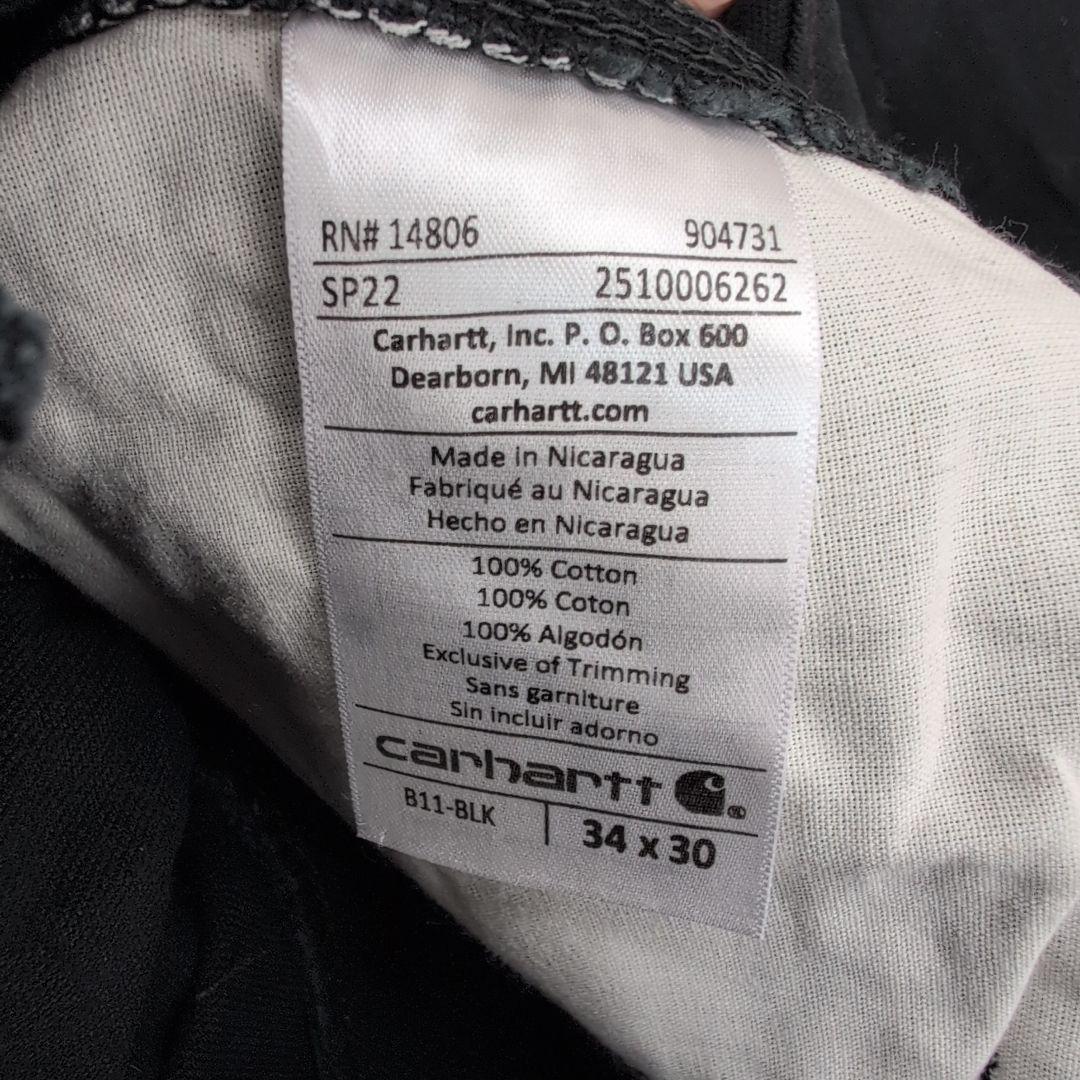 RN# 14806 904731
SP22 2510006262
Carhartt, Inc. P. O. Box 600
Dearborn, MI 48121 USA
carhartt.com
Made in Nicaragua
Fabriqué au Nicaragua
Hecho en Nicaragua
100% Cotton
100% Coton
100% Algodón
Exclusive of Trimming
Sans garniture
Sin incluir adorno
carhartt ®
B11-BLK 34 x 30